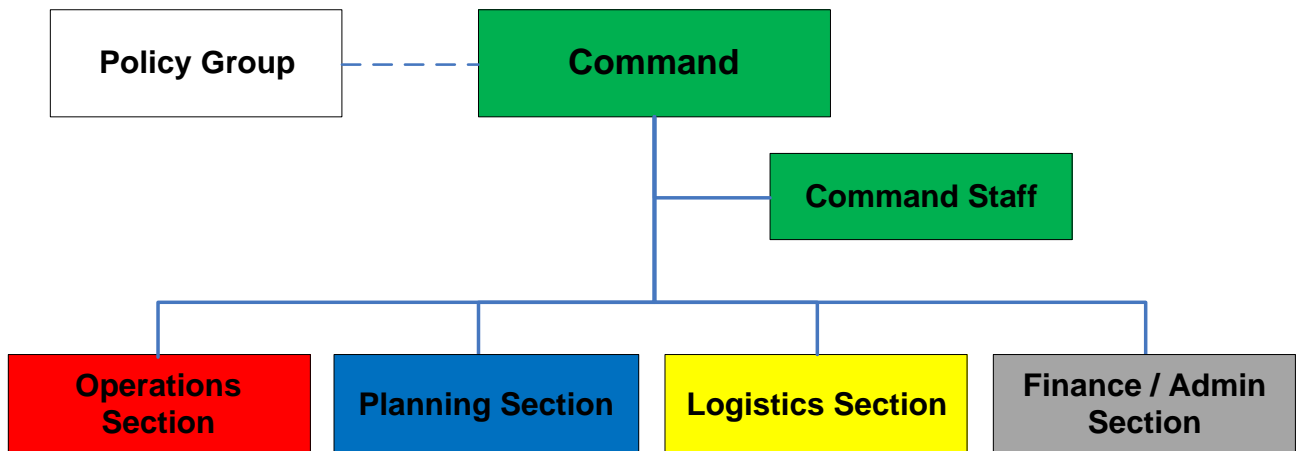 Policy Group
Command
Command Staff
Operations
Section
Planning Section
Logistics Section
Finance / Admin
Section